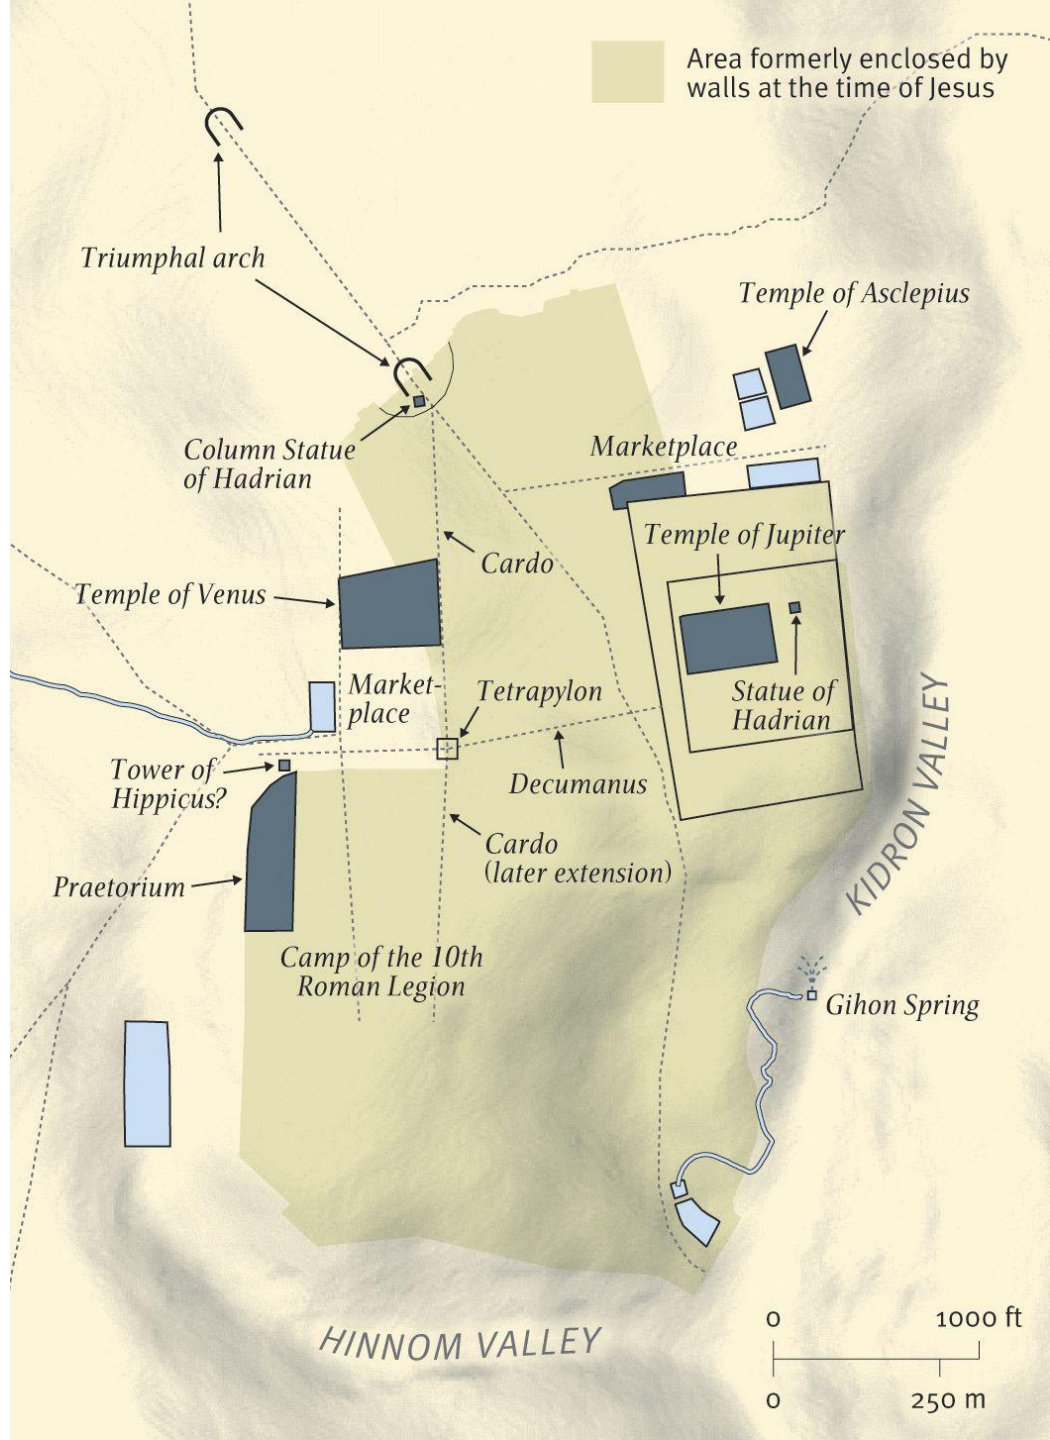 Area formerly enclosed by
walls at the time of Jesus
Triumphal arch
Temple of Asclepius
Column Statue
of Hadrian
Marketplace
Temple of Jupiter
Cardo
Temple of Venus
Market-
place
Tetrapylon
Statue of
Hadrian
Tower of
Hippicus?
Decumanus
KIDRON VALLEY
Cardo
(later extension)
Praetorium
Camp of the 10th
Roman Legion
Gihon Spring
HINNOM VALLEY
0 1000 ft
0 250 m